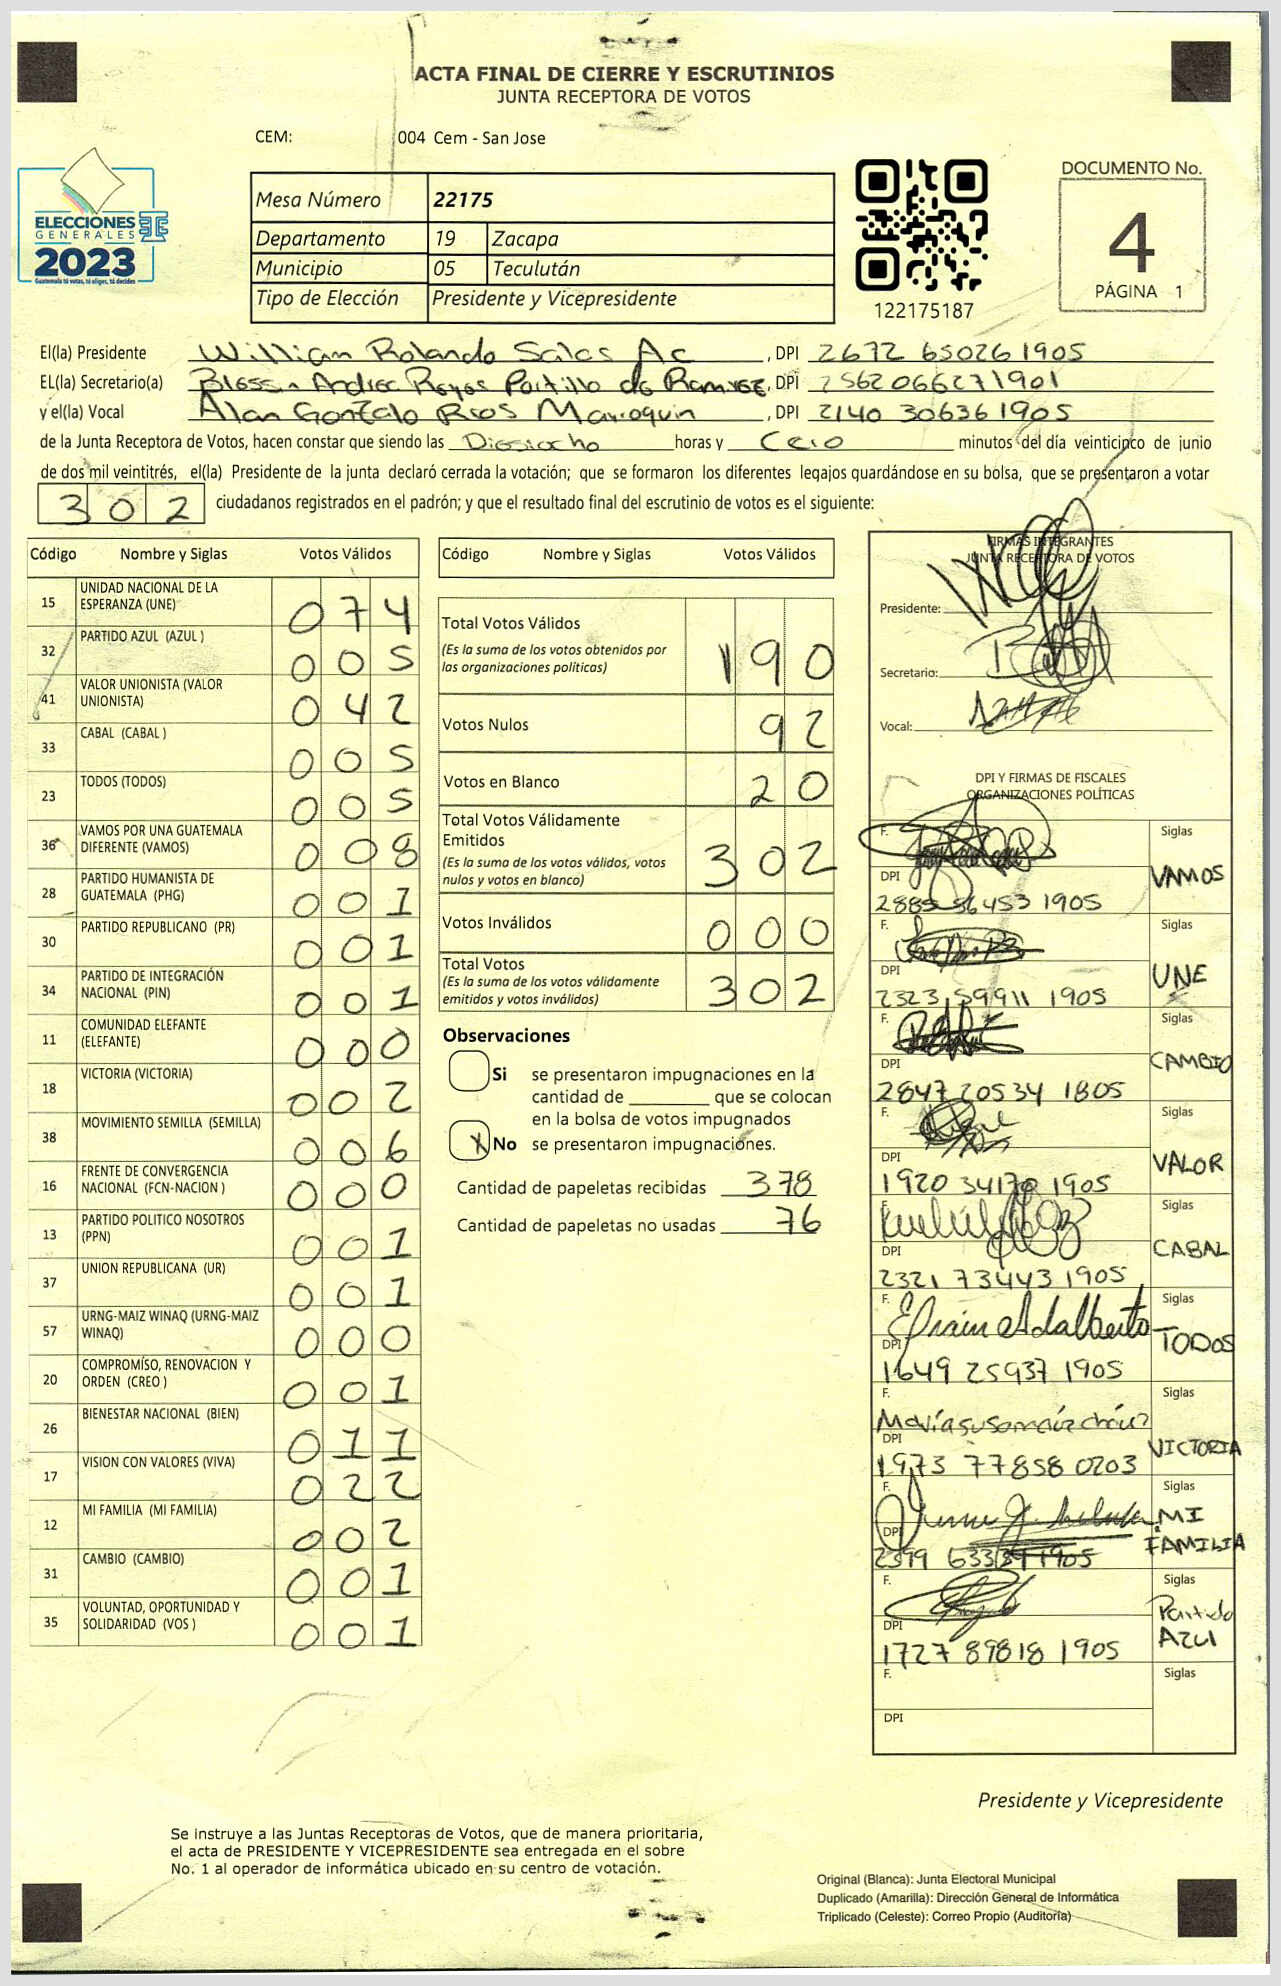 ACTA FINAL DE CIERRE Y ESCRUTINIOS
JUNTA RECEPTORA DE VOTOS
CEM: 004 Cem - San Jose
ELECCIONES
GENERALES
2023
Guatemala tú votas, tú eliges, tú decides
Mesa Número 22175
Departamento 19 Zacapa
Municipio 05 Teculután
Tipo de Elección Presidente y Vicepresidente
122175187
DOCUMENTO No.
4
PÁGINA 1
El(la) Presidente Willian Rolando Salas Ac, DPI 2672 65026 1905
EL(la) Secretario(a) Andrea Reyes Portillo de Ramirez, DPI 2562066271901
y el(la) Vocal Alan Gonzalo Rios Marroquin, DPI 2140 30636 1905
de la Junta Receptora de Votos, hacen constar que siendo las Diesiocho horas y Cero minutos del día veinticinco de junio
de dos mil veintitrés, el(la) Presidente de la junta declaró cerrada la votación; que se formaron los diferentes legajos quardándose en su bolsa, que se presentaron a votar
302 ciudadanos registrados en el padrón; y que el resultado final del escrutinio de votos es el siguiente:
Código Nombre y Siglas Votos Válidos
15 UNIDAD NACIONAL DE LA ESPERANZA (UNE) 074
32 PARTIDO AZUL (AZUL ) 005
41 VALOR UNIONISTA (VALOR UNIONISTA) 042
33 CABAL (CABAL ) 005
23 TODOS (TODOS) 005
36 VAMOS POR UNA GUATEMALA DIFERENTE (VAMOS) 008
28 PARTIDO HUMANISTA DE GUATEMALA (PHG) 001
30 PARTIDO REPUBLICANO (PR) 001
34 PARTIDO DE INTEGRACIÓN NACIONAL (PIN) 001
11 COMUNIDAD ELEFANTE (ELEFANTE) 000
18 VICTORIA (VICTORIA) 002
38 MOVIMIENTO SEMILLA (SEMILLA) 006
16 FRENTE DE CONVERGENCIA NACIONAL (FCN-NACION ) 000
13 PARTIDO POLITICO NOSOTROS (PPN) 001
37 UNION REPUBLICANA (UR) 001
57 URNG-MAIZ WINAQ (URNG-MAIZ WINAQ) 000
20 COMPROMÍSO, RENOVACION Y ORDEN (CREO ) 001
26 BIENESTAR NACIONAL (BIEN) 011
17 VISION CON VALORES (VIVA) 022
12 MI FAMILIA (MI FAMILIA) 002
31 CAMBIO (CAMBIO) 001
35 VOLUNTAD, OPORTUNIDAD Y SOLIDARIDAD (VOS ) 001
Código Nombre y Siglas Votos Válidos
Total Votos Válidos 190
(Es la suma de los votos obtenidos por
las organizaciones políticas)
Votos Nulos 92
Votos en Blanco 20
Total Votos Válidamente
Emitidos 302
(Es la suma de los votos válidos, votos
nulos y votos en blanco)
Votos Inválidos 000
Total Votos 302
(Es la suma de los votos válidamente
emitidos y votos inválidos)
Observaciones
Si se presentaron impugnaciones en la
cantidad de ________ que se colocan
en la bolsa de votos impugnados
X No se presentaron impugnaciones.
Cantidad de papeletas recibidas 378
Cantidad de papeletas no usadas 76
FIRMAS INTEGRANTES
JUNTA RECEPTORA DE VOTOS
Presidente:
Secretario:
Vocal:
DPI Y FIRMAS DE FISCALES
ORGANIZACIONES POLÍTICAS
F. Siglas
DPI VAMOS
2885 56453 1905
F. Siglas
DPI UNE
2323 59911 1905
F. Siglas
DPI CAMBIO
2847 20534 1805
F. Siglas
DPI VALOR
1920 34170 1905
F. Siglas
DPI CABAL
2321 73443 1905
F. Siglas
Efrain Adalberto
DPI TODOS
1649 25937 1905
F. Siglas
DPI VICTORIA
1973 77858 0203
F. Siglas
DPI MI FAMILIA
2399 63339 1905
F. Siglas
DPI Partido Azul
1727 89818 1905
F. Siglas
DPI
Presidente y Vicepresidente
Se instruye a las Juntas Receptoras de Votos, que de manera prioritaria,
el acta de PRESIDENTE Y VICEPRESIDENTE sea entregada en el sobre
No. 1 al operador de informática ubicado en su centro de votación.
Original (Blanca): Junta Electoral Municipal
Duplicado (Amarilla): Dirección General de Informática
Triplicado (Celeste): Correo Propio (Auditoría)